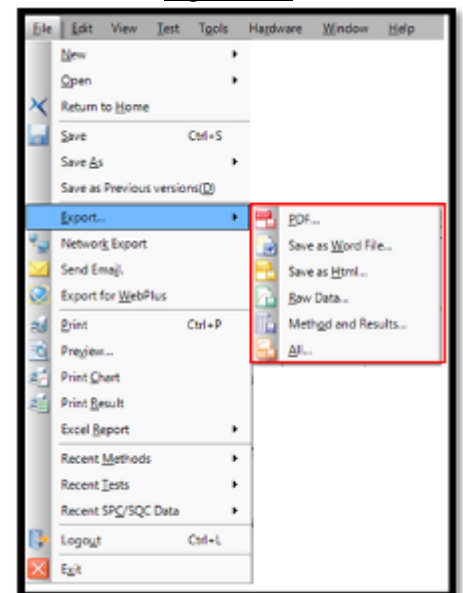 File Edit View Test Tools Hardware Window Help
New
Open
Return to Home
Save Ctrl+S
Save As
Save as Previous versions(D)
Export...
PDF...
Save as Word File...
Save as Html...
Raw Data...
Method and Results...
All...
Network Export
Send Email.
Export for WebPlus
Print Ctrl+P
Preview...
Print Chart
Print Result
Excel Report
Recent Methods
Recent Tests
Recent SPC/SQC Data
Logout Ctrl+L
Exit